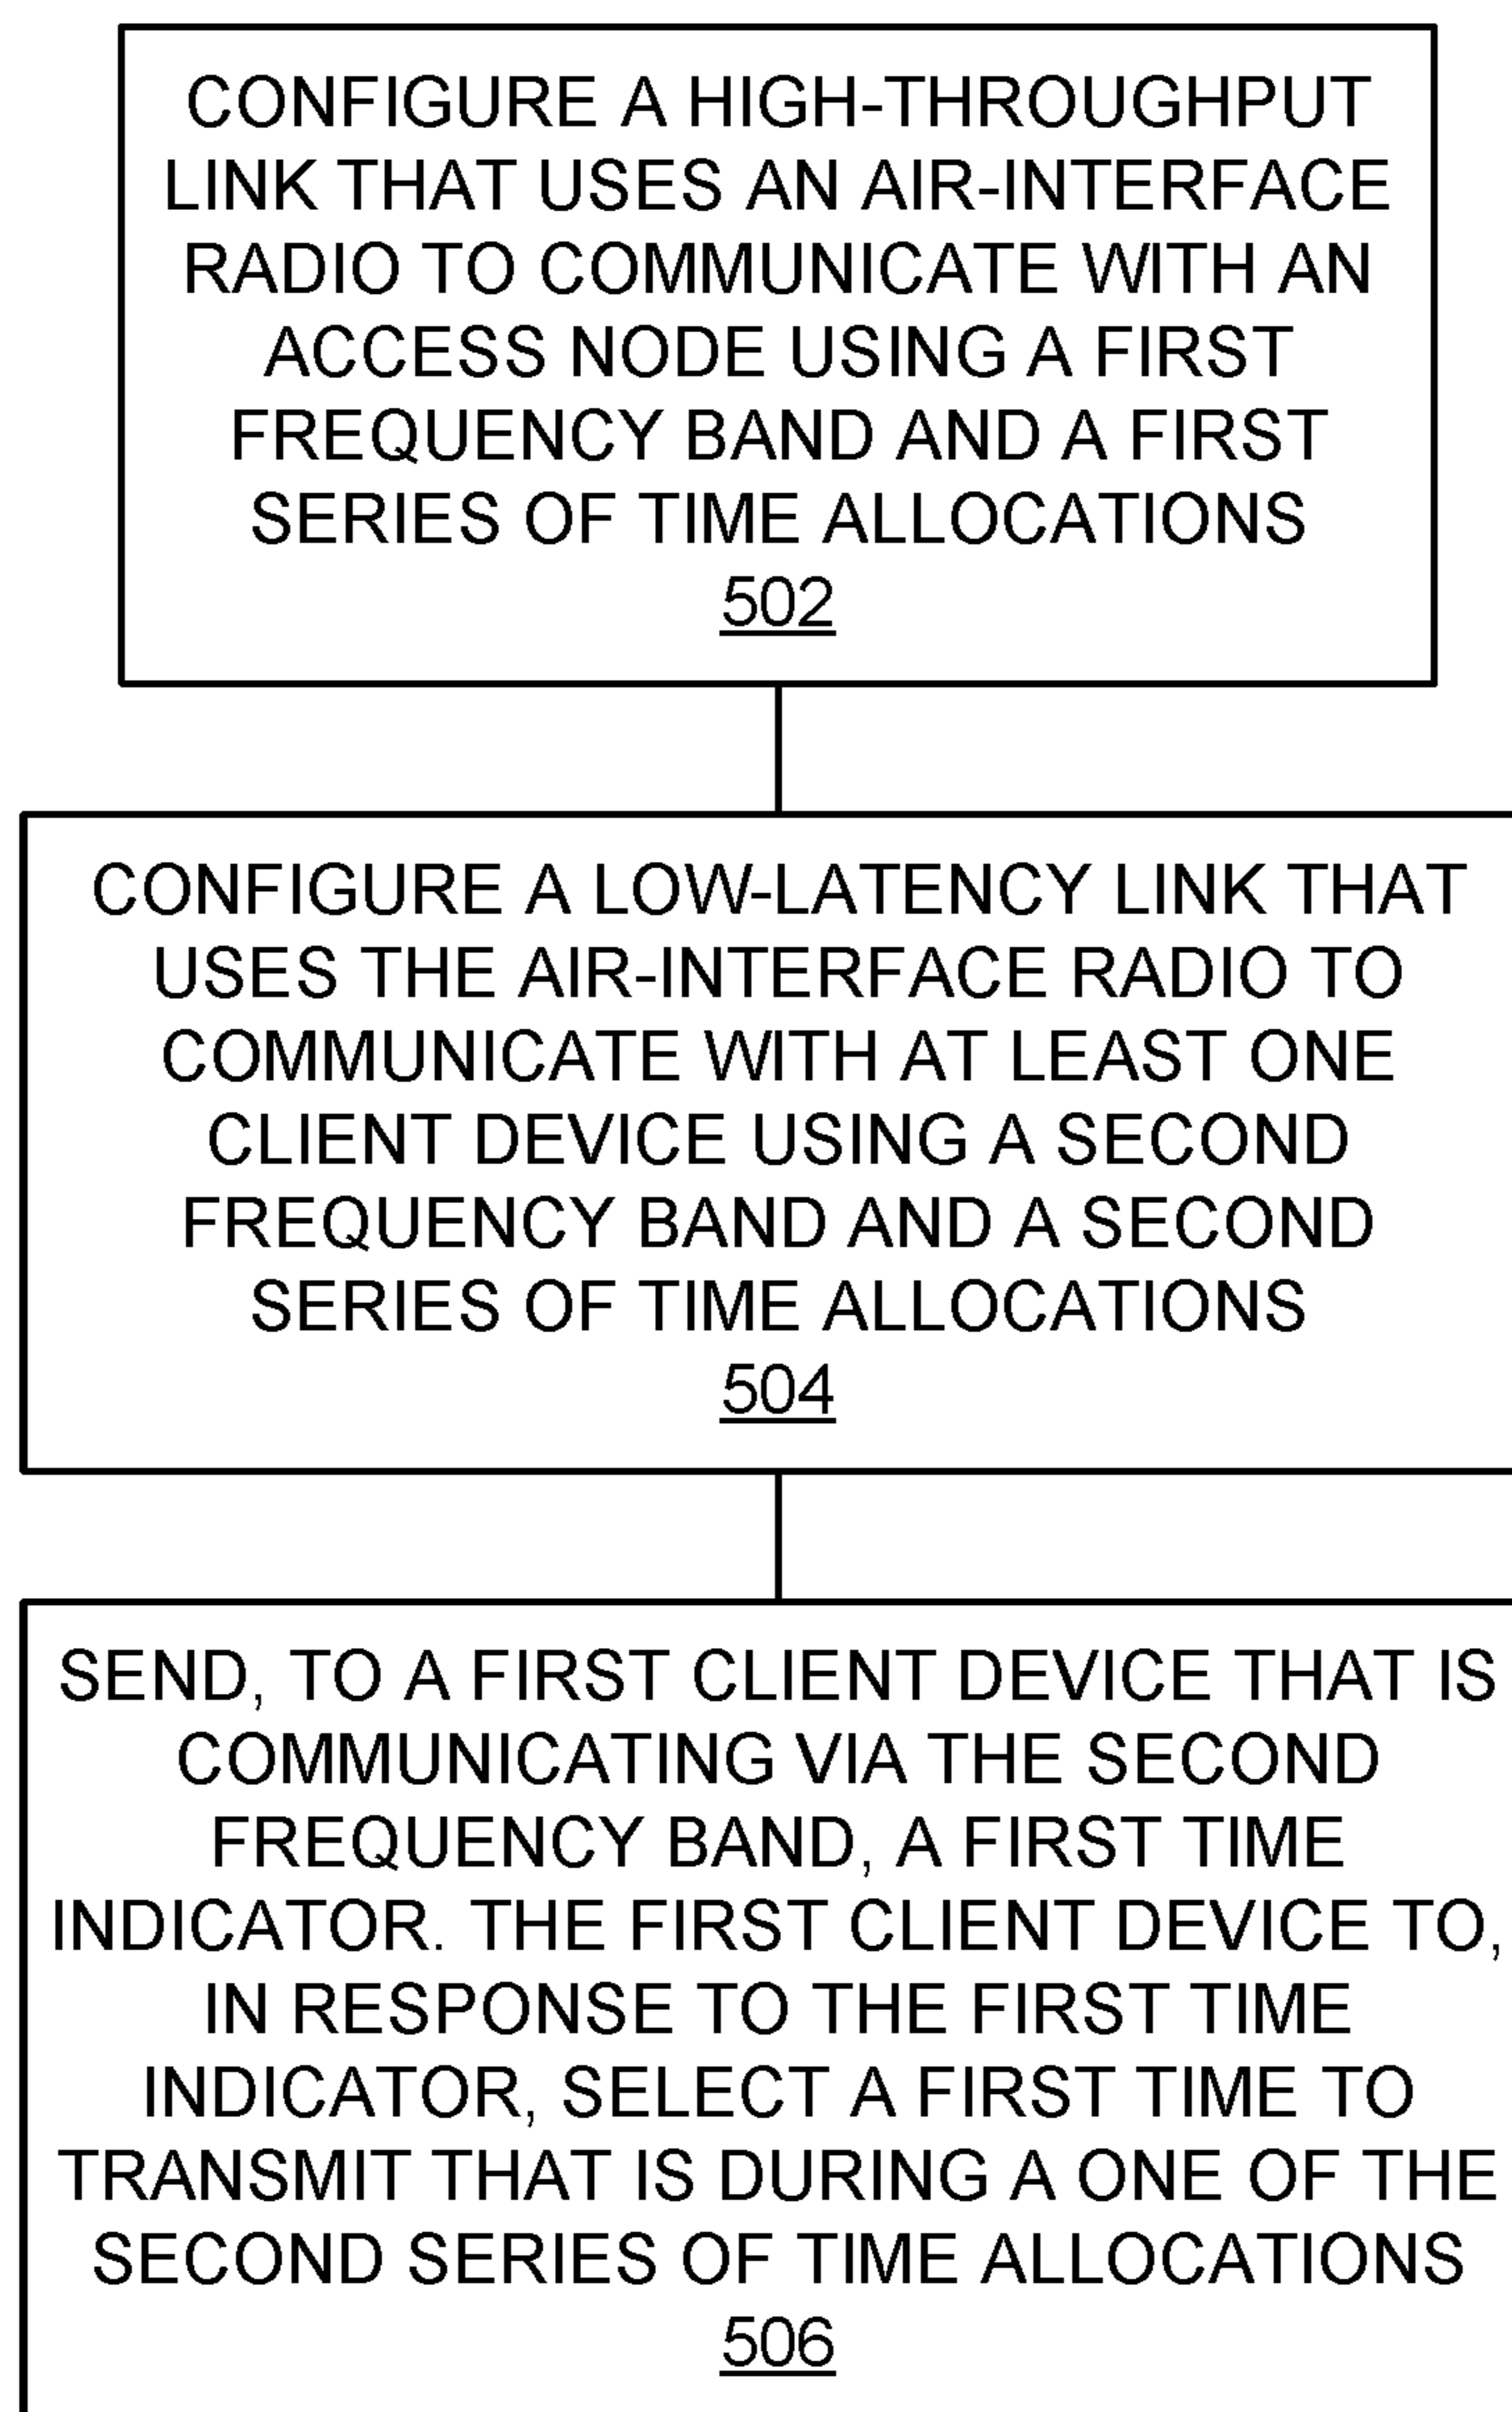 CONFIGURE A HIGH-THROUGHPUT
LINK THAT USES AN AIR-INTERFACE
RADIO TO COMMUNICATE WITH AN
ACCESS NODE USING A FIRST
FREQUENCY BAND AND A FIRST
SERIES OF TIME ALLOCATIONS
502
CONFIGURE A LOW-LATENCY LINK THAT
USES THE AIR-INTERFACE RADIO TO
COMMUNICATE WITH AT LEAST ONE
CLIENT DEVICE USING A SECOND
FREQUENCY BAND AND A SECOND
SERIES OF TIME ALLOCATIONS
504
SEND, TO A FIRST CLIENT DEVICE THAT IS
COMMUNICATING VIA THE SECOND
FREQUENCY BAND, A FIRST TIME
INDICATOR. THE FIRST CLIENT DEVICE TO,
IN RESPONSE TO THE FIRST TIME
INDICATOR, SELECT A FIRST TIME TO
TRANSMIT THAT IS DURING A ONE OF THE
SECOND SERIES OF TIME ALLOCATIONS
506